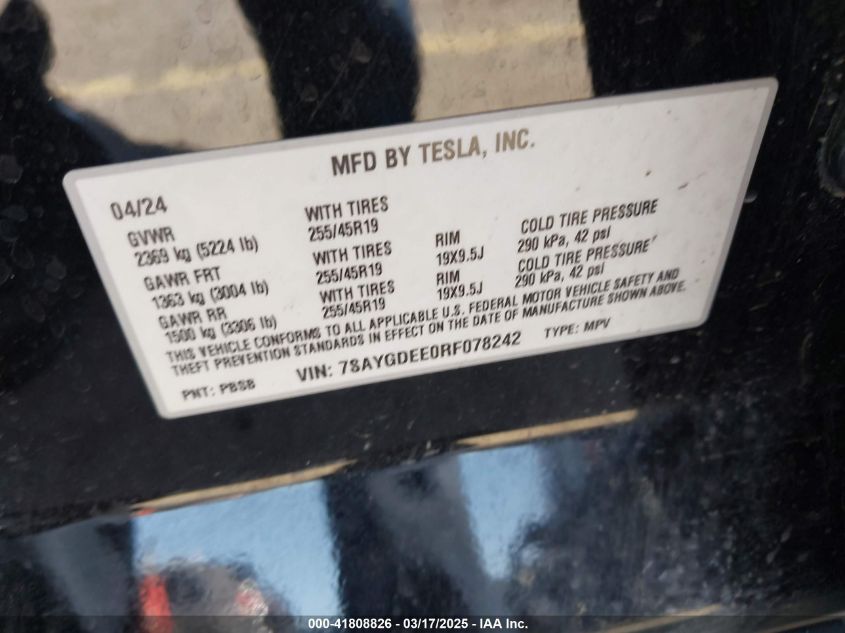 MFD BY TESLA, INC.
04/24
GVWR
2369 kg (5224 lb)
WITH TIRES
255/45R19
GAWR FRT
1363 kg (3004 lb)
WITH TIRES
255/45R19
RIM
19X9.5J
COLD TIRE PRESSURE
290 kPa, 42 psi
GAWR RR
1500 kg (3306 lb)
WITH TIRES
255/45R19
RIM
19X9.5J
COLD TIRE PRESSURE
290 kPa, 42 psi
THIS VEHICLE CONFORMS TO ALL APPLICABLE U.S. FEDERAL MOTOR VEHICLE SAFETY AND
THEFT PREVENTION STANDARDS IN EFFECT ON THE DATE OF MANUFACTURE SHOWN ABOVE.
PNT: PBSB
VIN: 7SAYGDEE0RF078242
TYPE: MPV
000-41808826 / 03/17/2025 - IAA Inc.